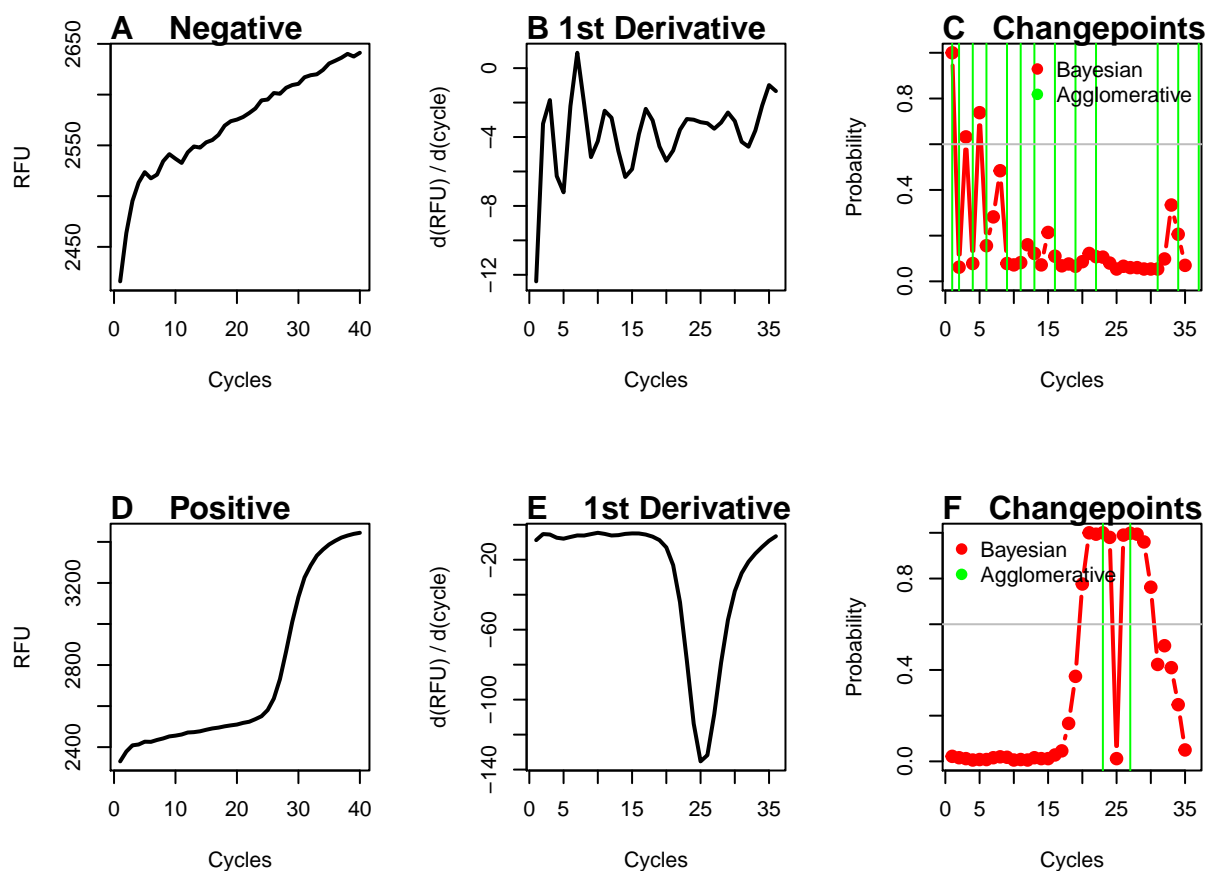 A Negative
2450 2550 2650
RFU
0 10 20 30 40
Cycles
B 1st Derivative
−12 −8 −4 0
d(RFU) / d(cycle)
0 5 15 25 35
Cycles
C Changepoints
Bayesian
Agglomerative
0.0 0.4 0.8
Probability
0 5 15 25 35
Cycles
D Positive
2400 2800 3200
RFU
0 10 20 30 40
Cycles
E 1st Derivative
−140 −100 −60 −20
d(RFU) / d(cycle)
0 5 15 25 35
Cycles
F Changepoints
Bayesian
Agglomerative
0.0 0.4 0.8
Probability
0 5 15 25 35
Cycles